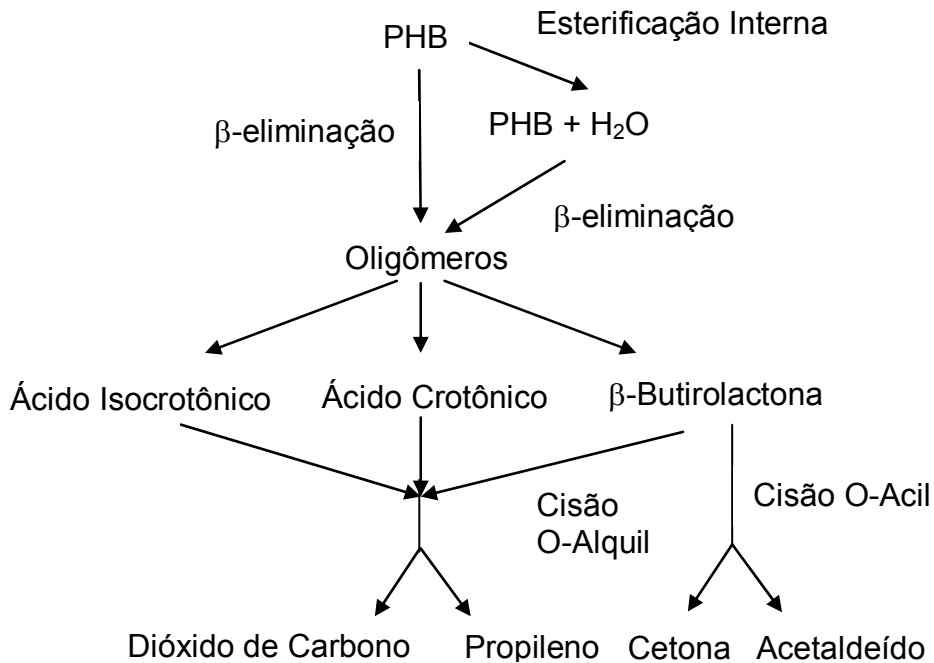 PHB
Esterificação Interna
β-eliminação
PHB + H₂O
β-eliminação
Oligômeros
Ácido Isocrotônico
Ácido Crotônico
β-Butirolactona
Cisão
O-Alquil
Cisão O-Acil
Dióxido de Carbono
Propileno
Cetona
Acetaldeído